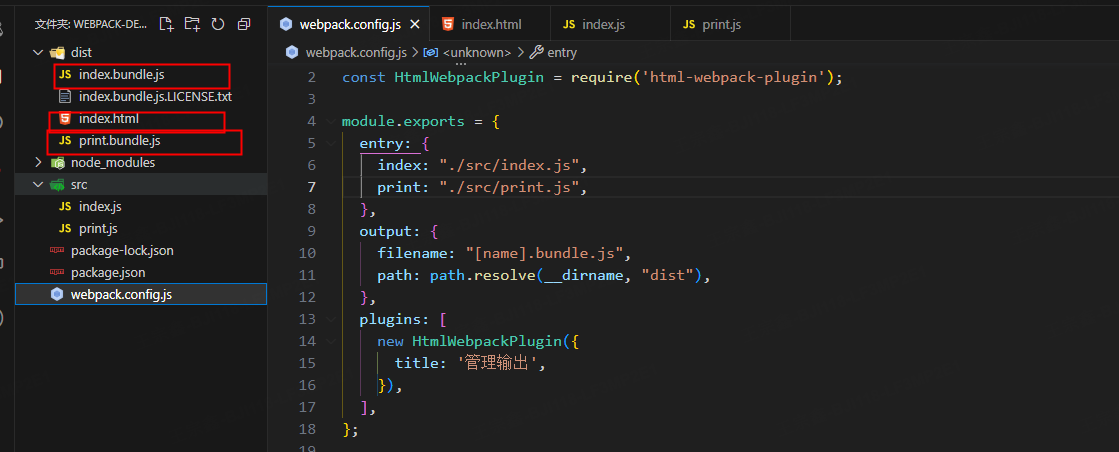 文件夹: WEBPACK-DE...
dist
JS index.bundle.js
index.bundle.js.LICENSE.txt
index.html
JS print.bundle.js
node_modules
src
JS index.js
JS print.js
package-lock.json
package.json
webpack.config.js
webpack.config.js
index.html
JS index.js
JS print.js
webpack.config.js > <unknown> > entry
2 const HtmlWebpackPlugin = require('html-webpack-plugin');
3
4 module.exports = {
5 entry: {
6 index: "./src/index.js",
7 print: "./src/print.js",
8 },
9 output: {
10 filename: "[name].bundle.js",
11 path: path.resolve(__dirname, "dist"),
12 },
13 plugins: [
14 new HtmlWebpackPlugin({
15 title: '管理输出',
16 }),
17 ],
18 };
19